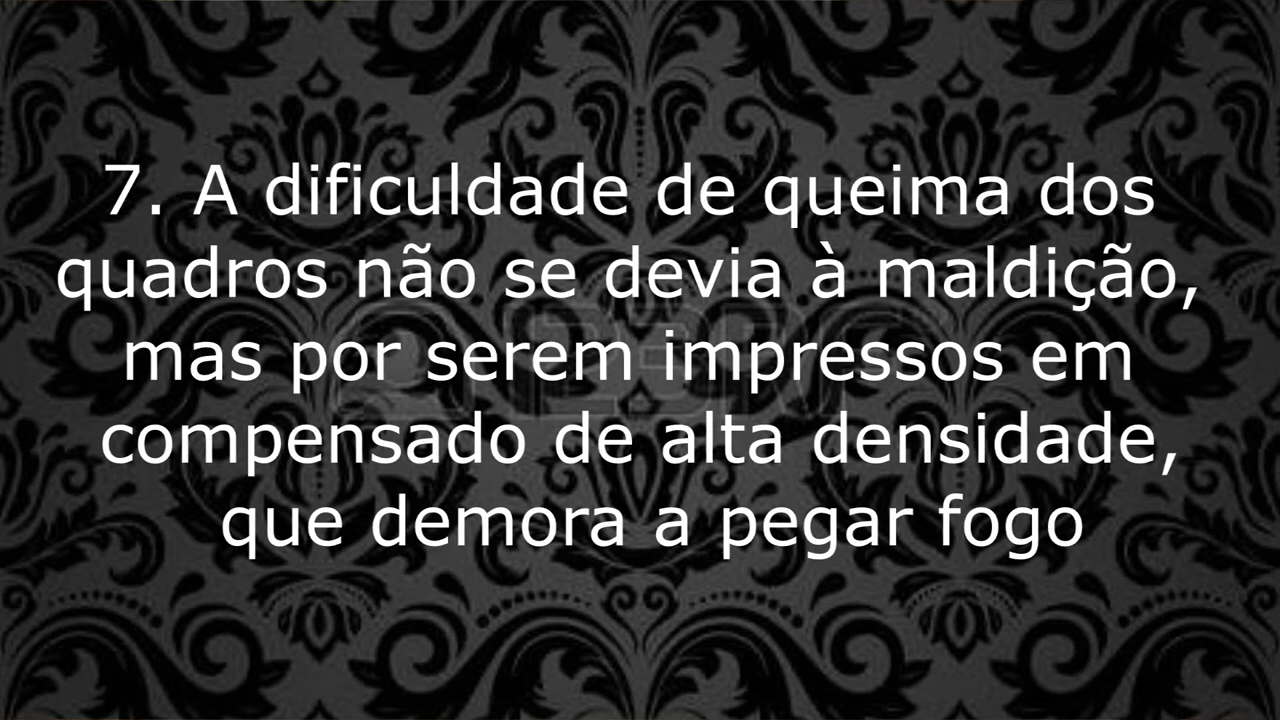 7. A dificuldade de queima dos
quadros não se devia à maldição,
mas por serem impressos em
compensado de alta densidade,
que demora a pegar fogo